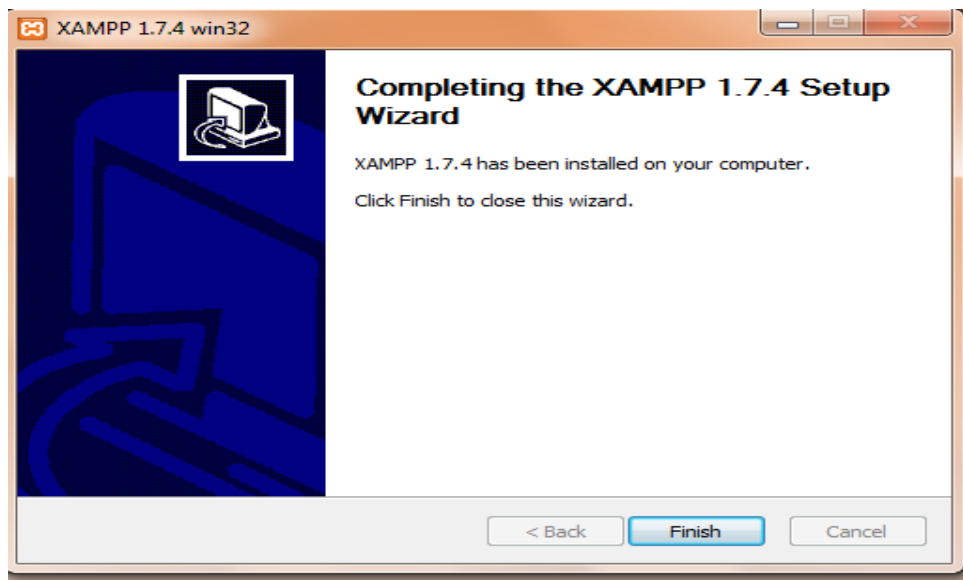 XAMPP 1.7.4 win32
Completing the XAMPP 1.7.4 Setup
Wizard
XAMPP 1.7.4 has been installed on your computer.
Click Finish to close this wizard.
< Back
Finish
Cancel